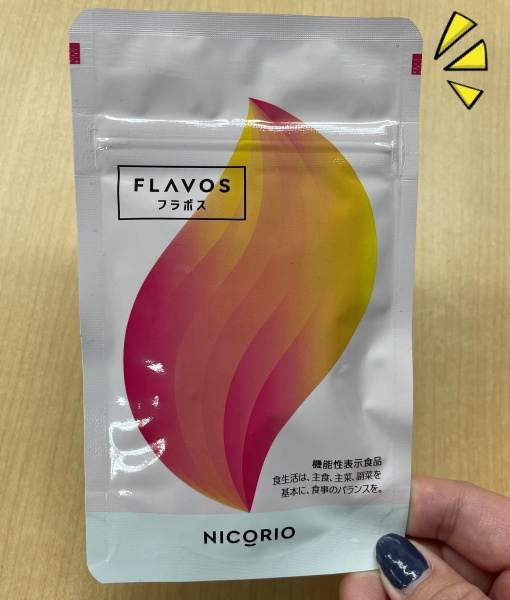 FLAVOS
フラボス
機能性表示食品
食生活は、主食、主菜、副菜を
基本に、食事のバランスを。
NICORIO